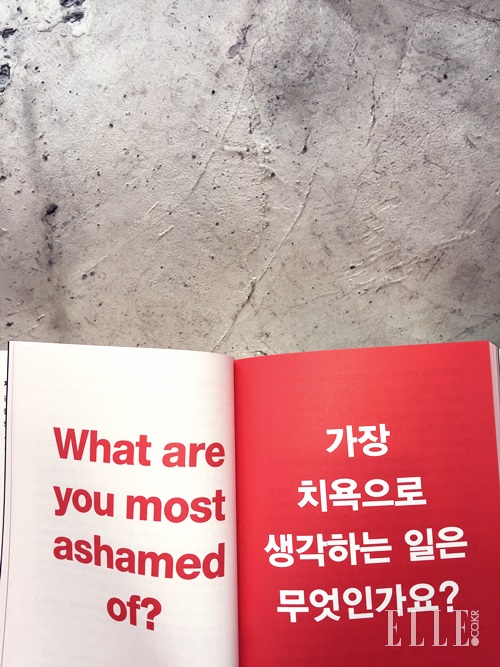 What are
you most
ashamed
of?
가장
치욕으로
생각하는 일은
무엇인가요?
ELLE.CO.KR